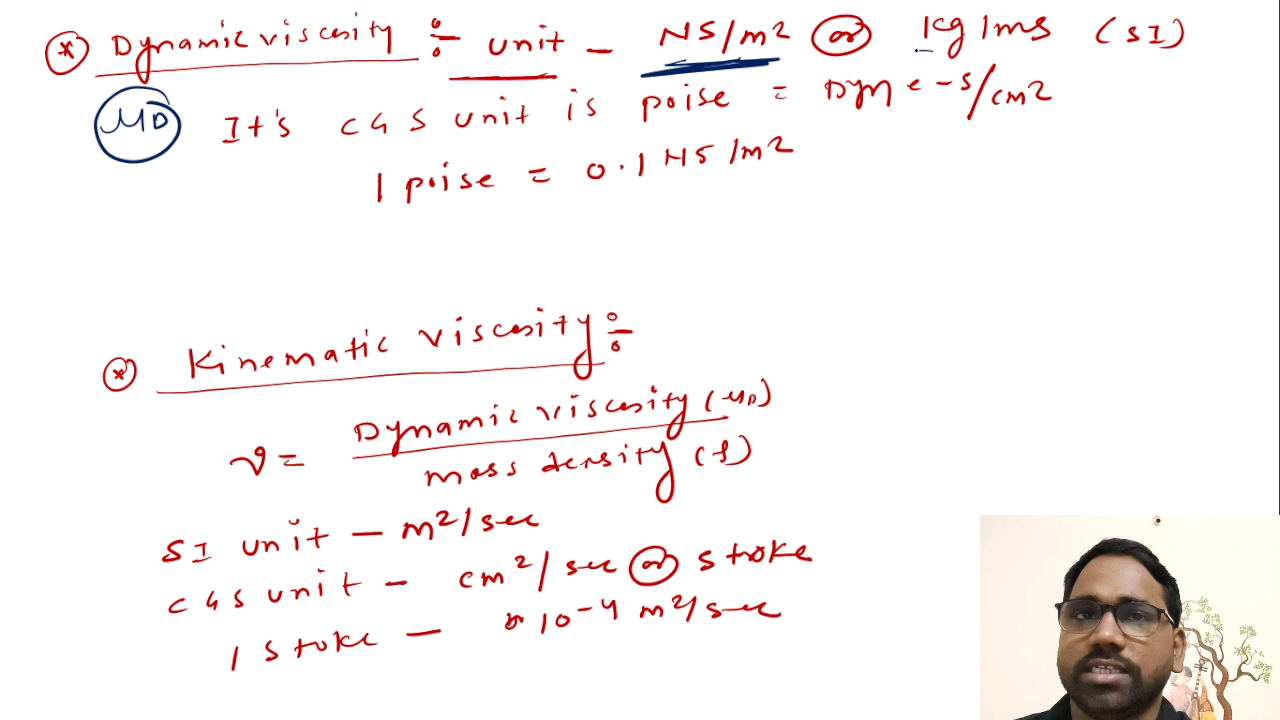 * Dynamic viscosity ÷ unit - NS/m2 or kg/ms (SI)
MD It's CGS unit is poise = Dyne-s/cm2
1 poise = 0.1 NS/m2
* Kinematic viscosity ÷
ν = Dynamic viscosity (MD)
mass density (ρ)
SI unit - m2/sec
CGS unit - cm2/sec or stroke
1 stoke - 10-4 m2/sec